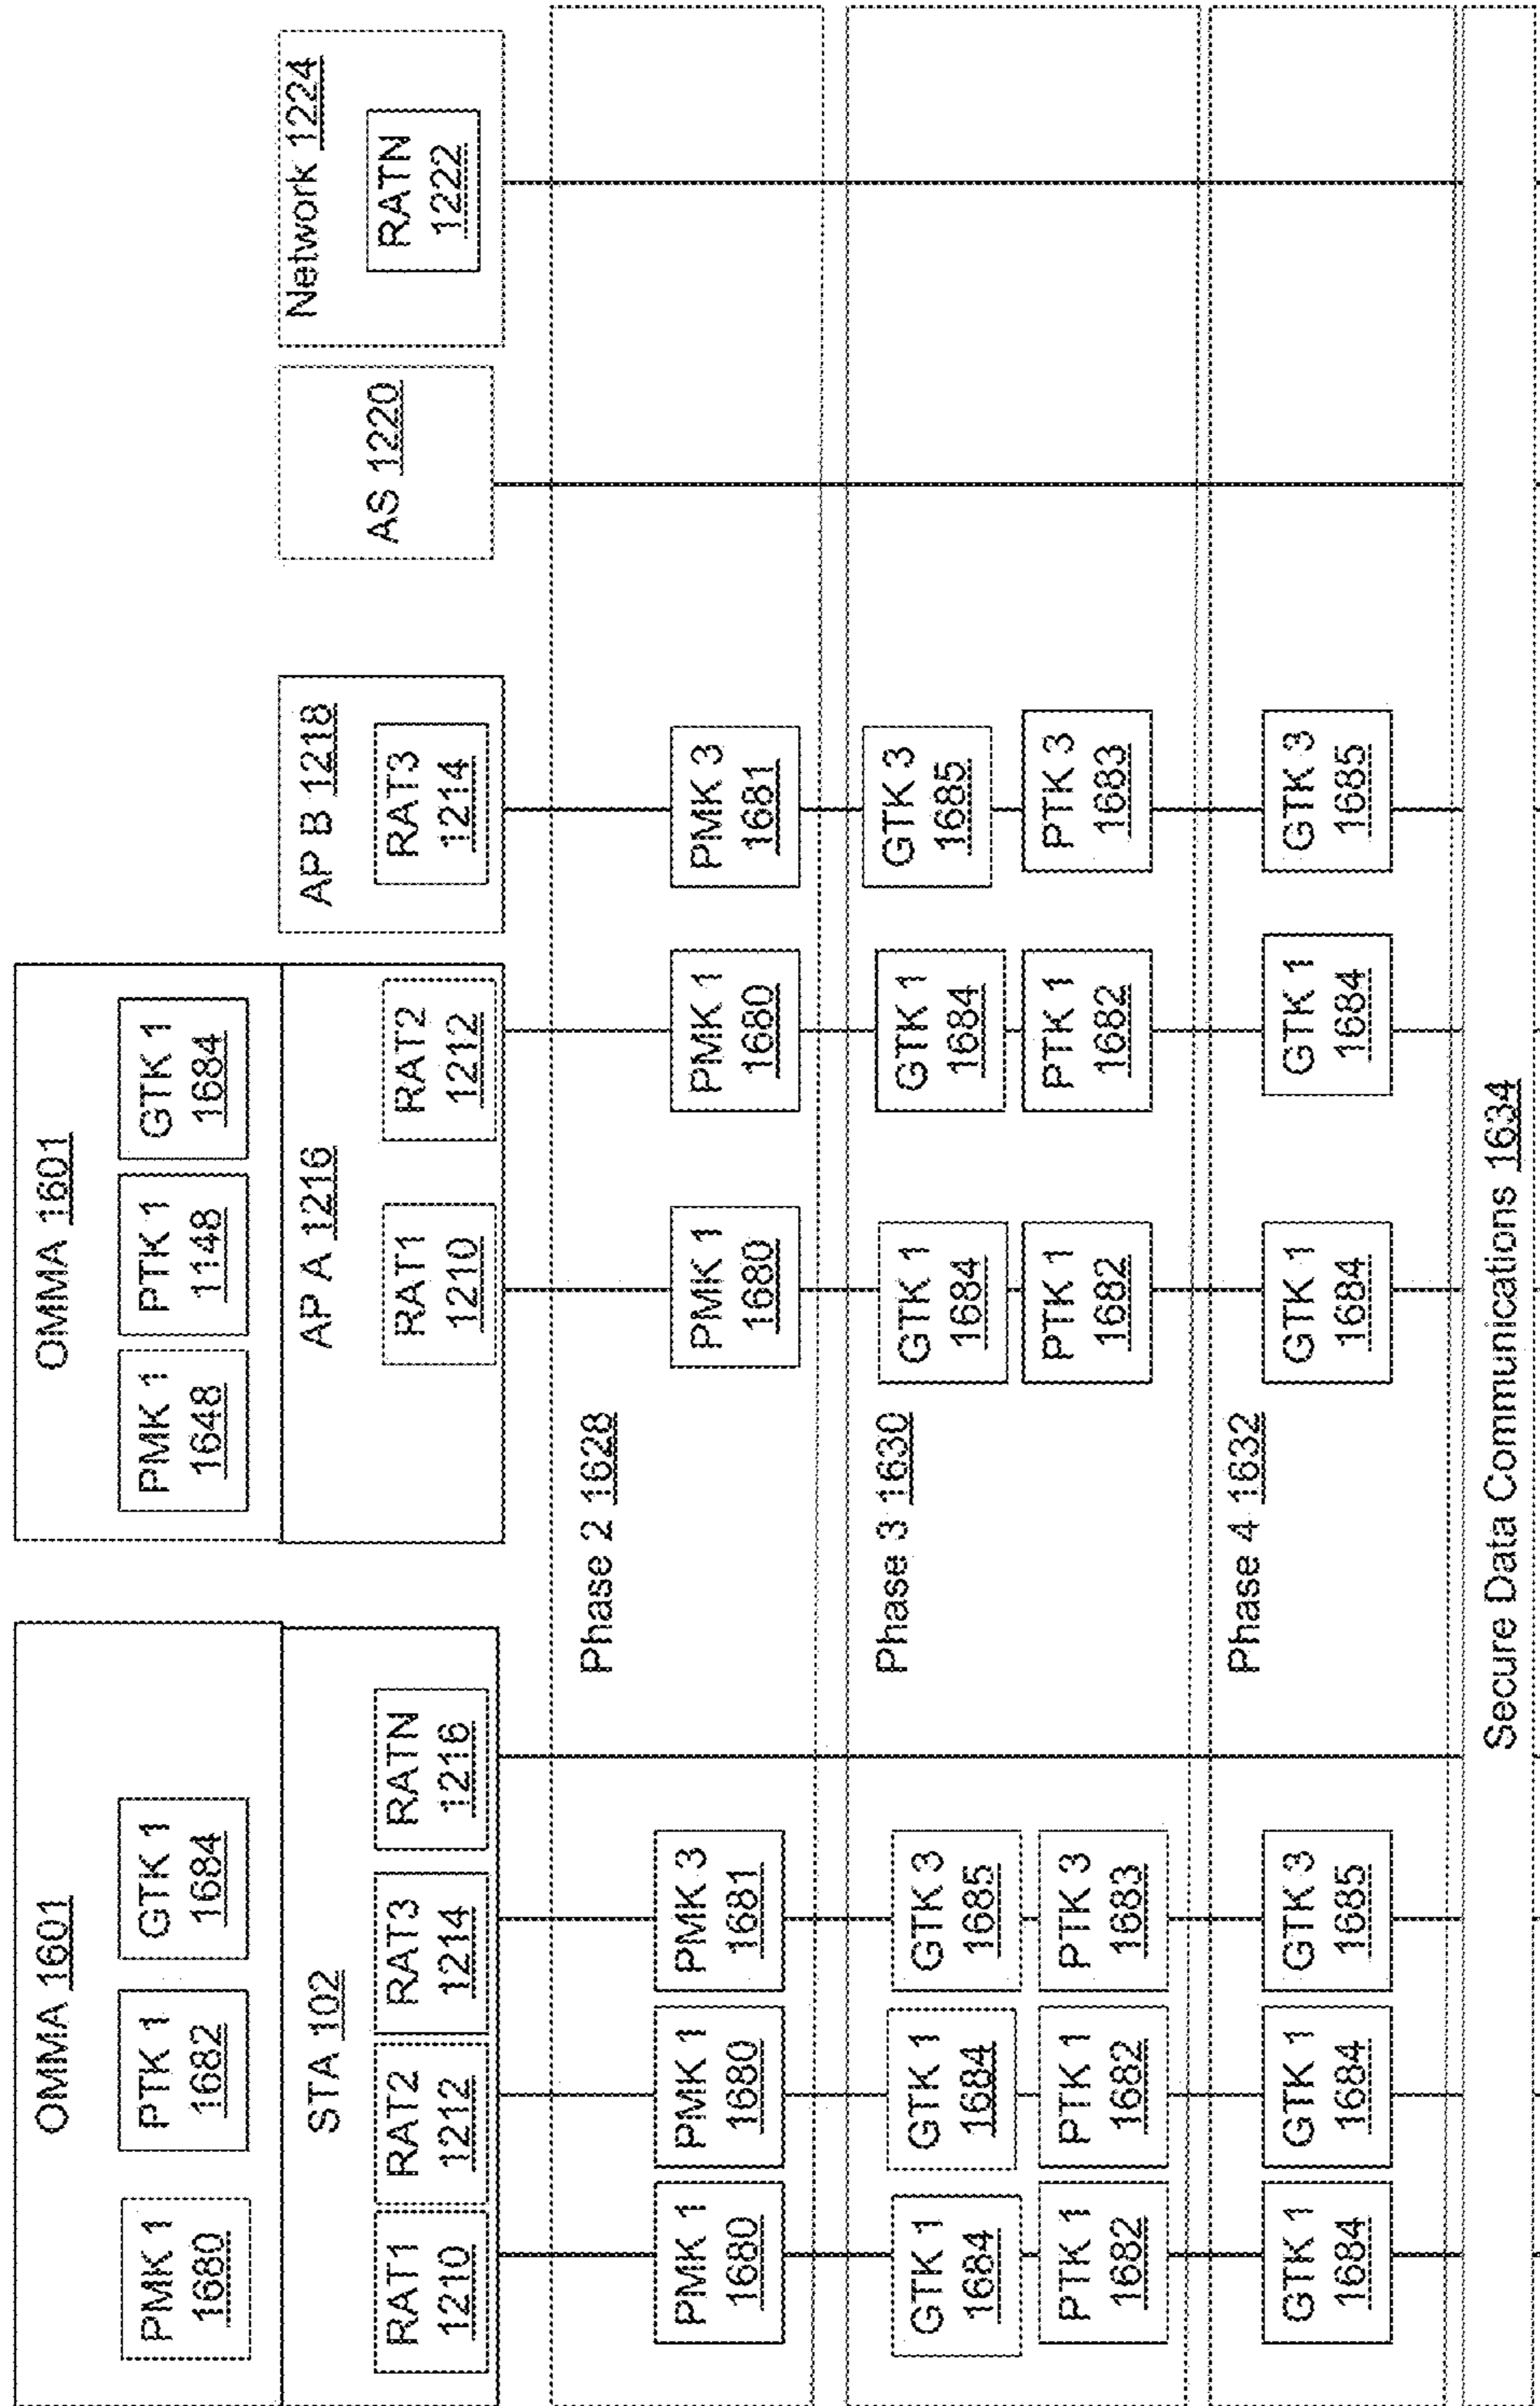 OMMA 1601
PMK 1
1680
PTK 1
1682
GTK 1
1684
OMMA 1601
PMK 1
1648
PTK 1
1148
GTK 1
1684
STA 102
RAT1
1210
RAT2
1212
RAT3
1214
RATN
1216
AP A 1216
RAT1
1210
RAT2
1212
AP B 1218
RAT3
1214
AS 1220
Network 1224
RATN
1222
Phase 2 1628
PMK 1
1680
PMK 1
1680
PMK 3
1681
PMK 1
1680
PMK 1
1680
PMK 3
1681
Phase 3 1630
GTK 1
1684
GTK 1
1684
GTK 3
1685
GTK 1
1684
GTK 1
1684
GTK 3
1685
PTK 1
1682
PTK 1
1682
PTK 3
1683
PTK 1
1682
PTK 1
1682
PTK 3
1683
Phase 4 1632
GTK 1
1684
GTK 1
1684
GTK 3
1685
GTK 1
1684
GTK 1
1684
GTK 3
1685
Secure Data Communications 1634